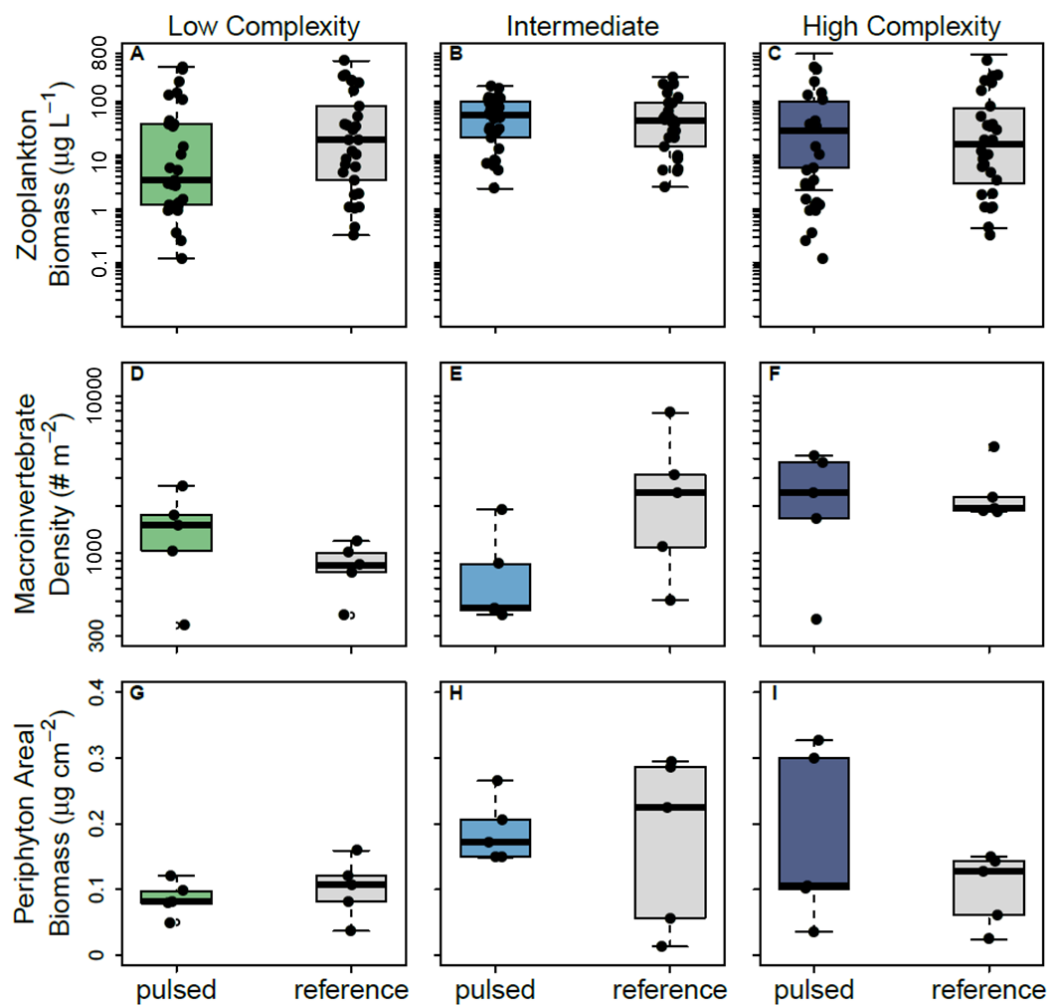 Low Complexity
Intermediate
High Complexity
Zooplankton
Biomass (µg L−1)
800
100
10
1
0.1
A
B
C
Macroinvertebrate
Density (# m−2)
10000
1000
300
D
E
F
Periphyton Areal
Biomass (µg cm−2)
0.4
0.3
0.2
0.1
0
G
H
I
pulsed
reference
pulsed
reference
pulsed
reference